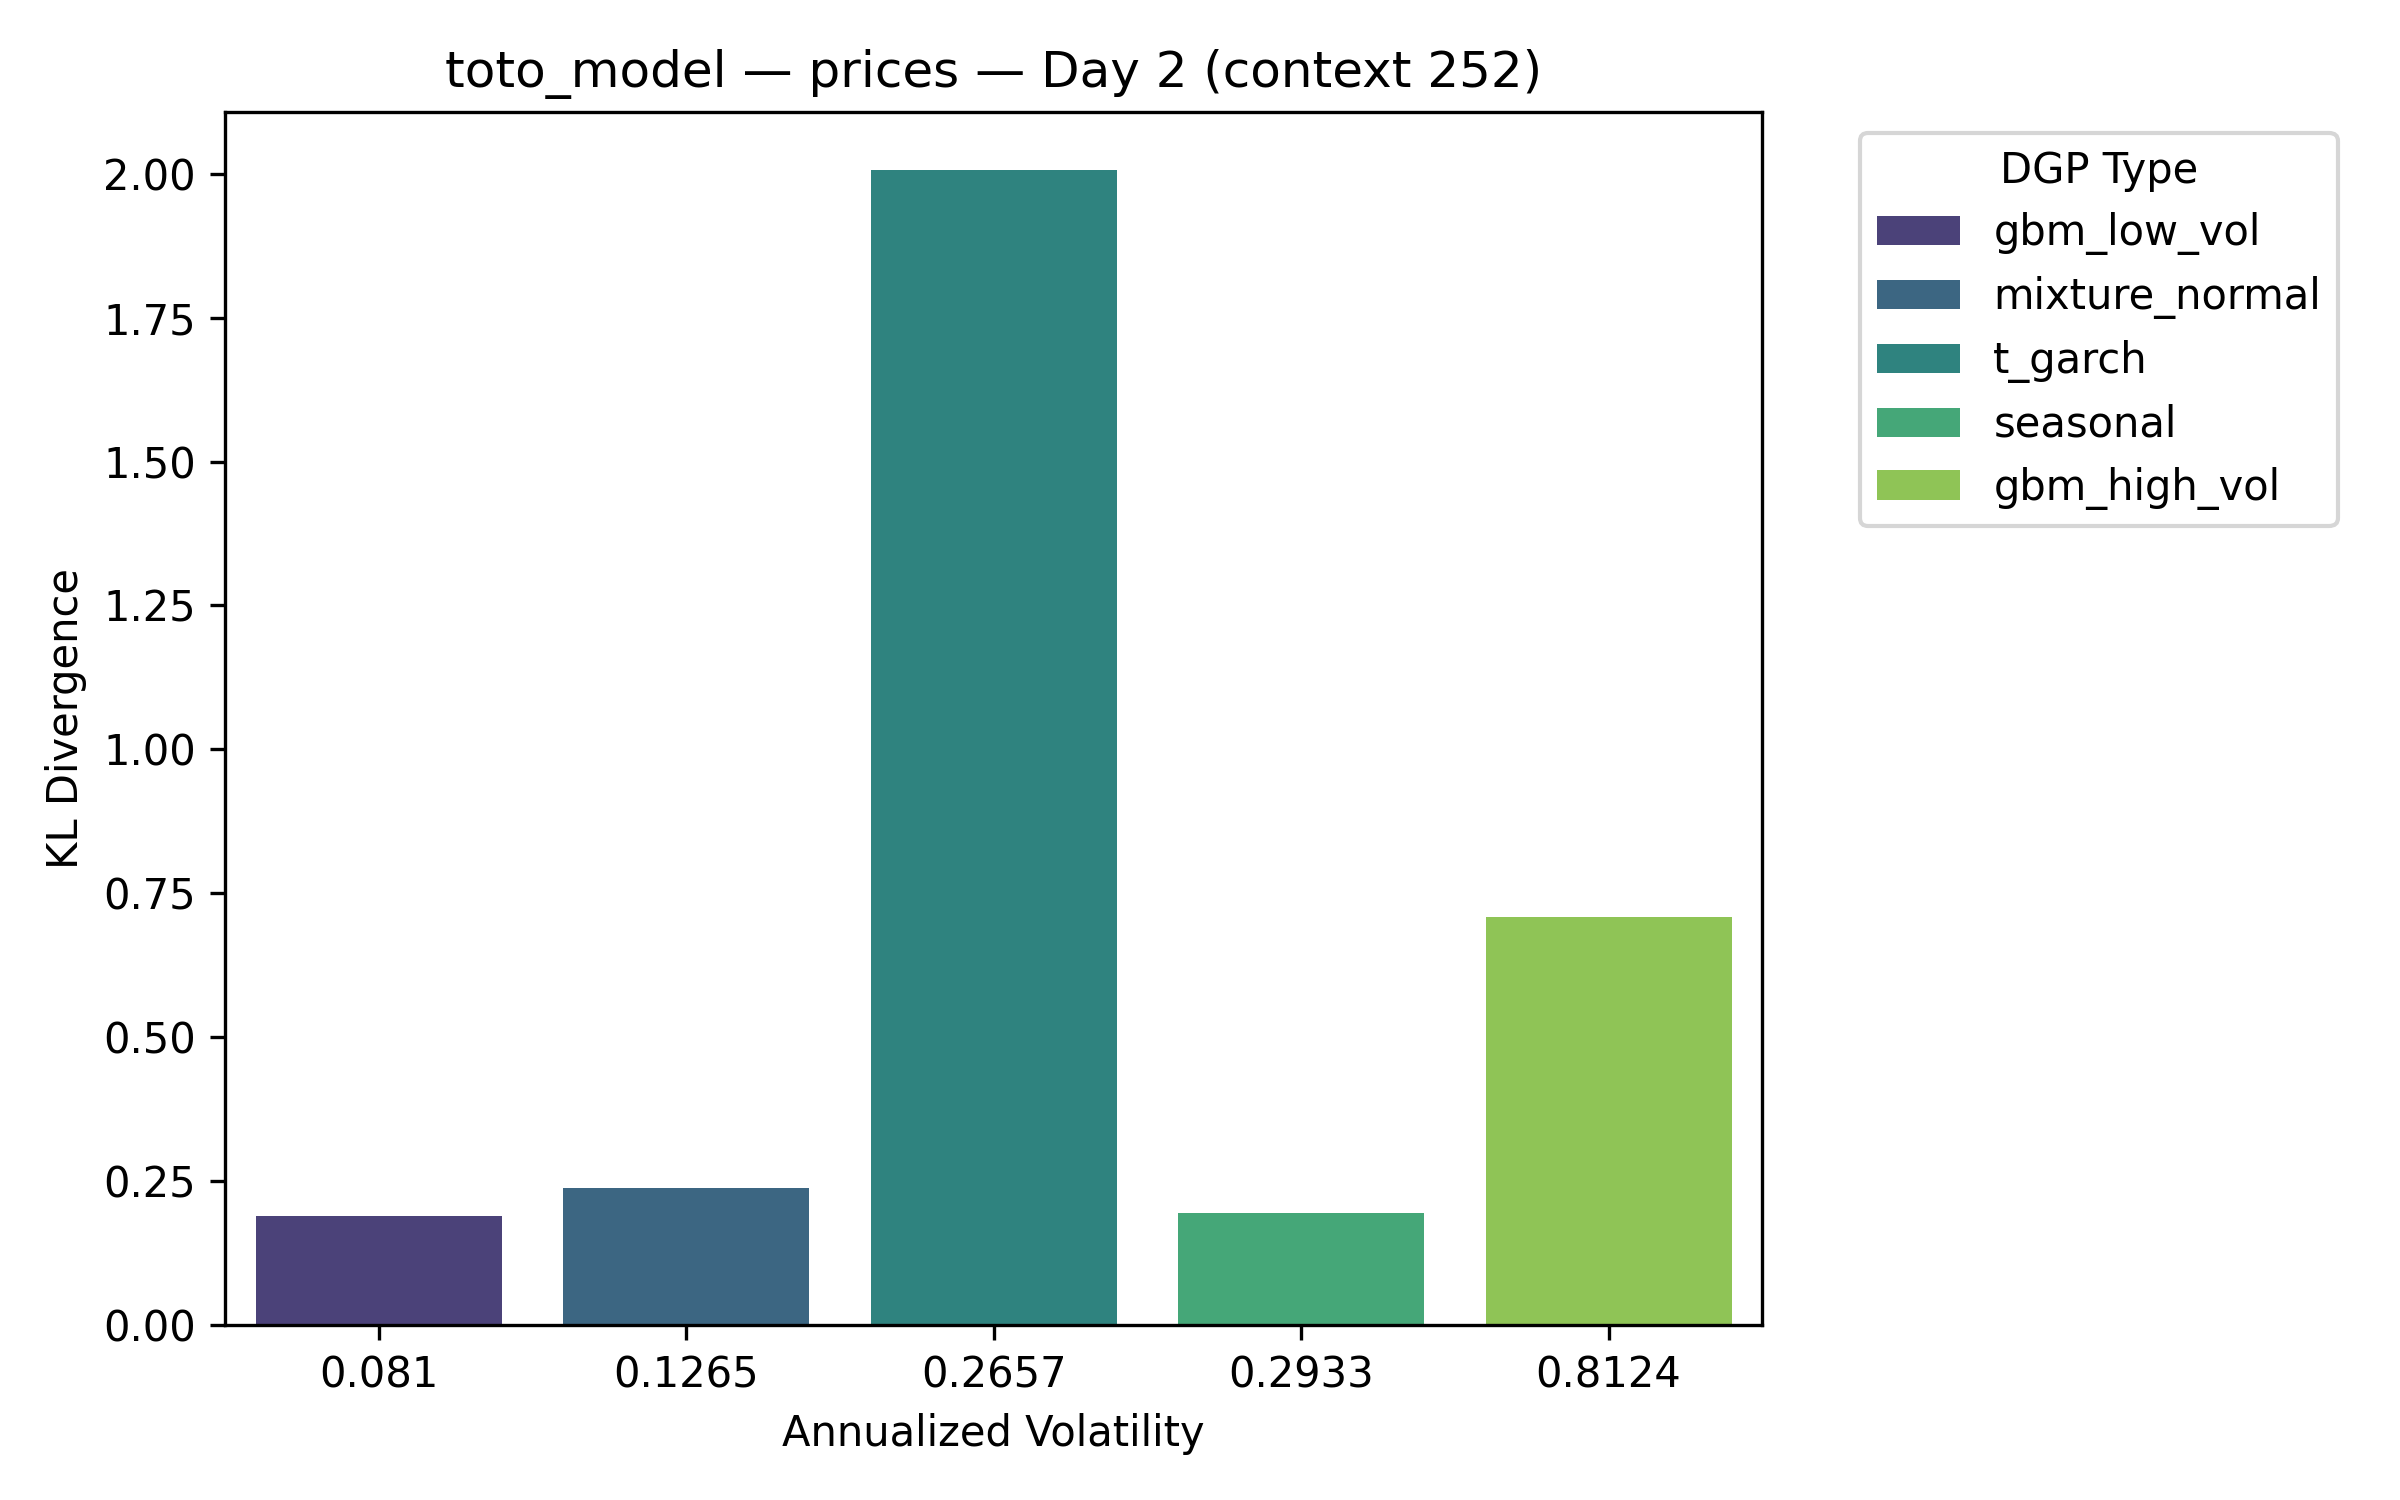 toto_model — prices — Day 2 (context 252)
KL Divergence
2.00
1.75
1.50
1.25
1.00
0.75
0.50
0.25
0.00
0.081
0.1265
0.2657
0.2933
0.8124
Annualized Volatility
DGP Type
gbm_low_vol
mixture_normal
t_garch
seasonal
gbm_high_vol